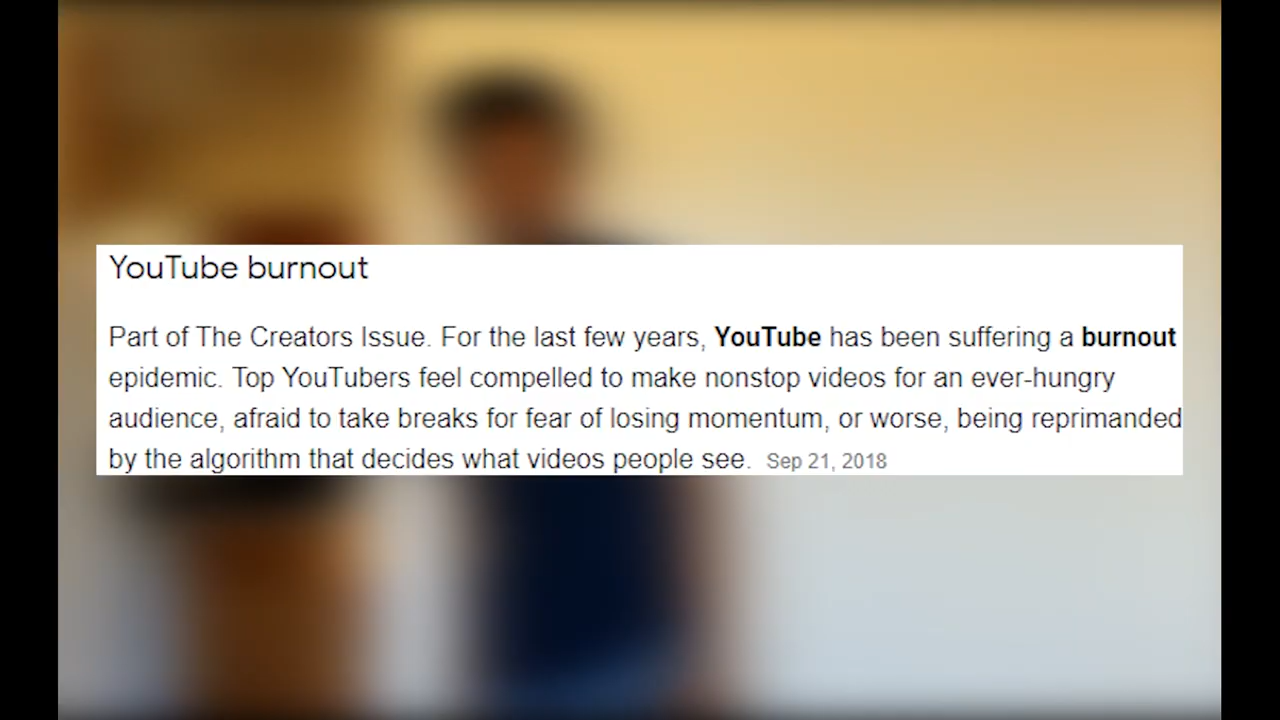 YouTube burnout
Part of The Creators Issue. For the last few years, YouTube has been suffering a burnout
epidemic. Top YouTubers feel compelled to make nonstop videos for an ever-hungry
audience, afraid to take breaks for fear of losing momentum, or worse, being reprimanded
by the algorithm that decides what videos people see. Sep 21, 2018